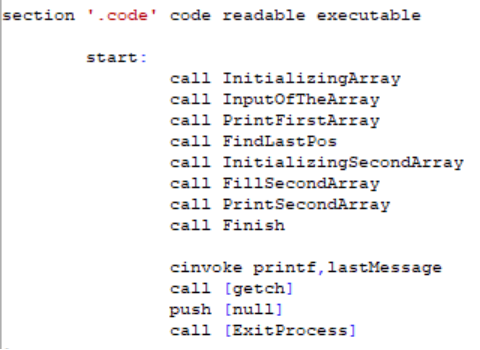 section '.code' code readable executable
start:
call InitializingArray
call InputOfTheArray
call PrintFirstArray
call FindLastPos
call InitializingSecondArray
call FillSecondArray
call PrintSecondArray
call Finish
cinvoke printf,lastMessage
call [getch]
push [null]
call [ExitProcess]